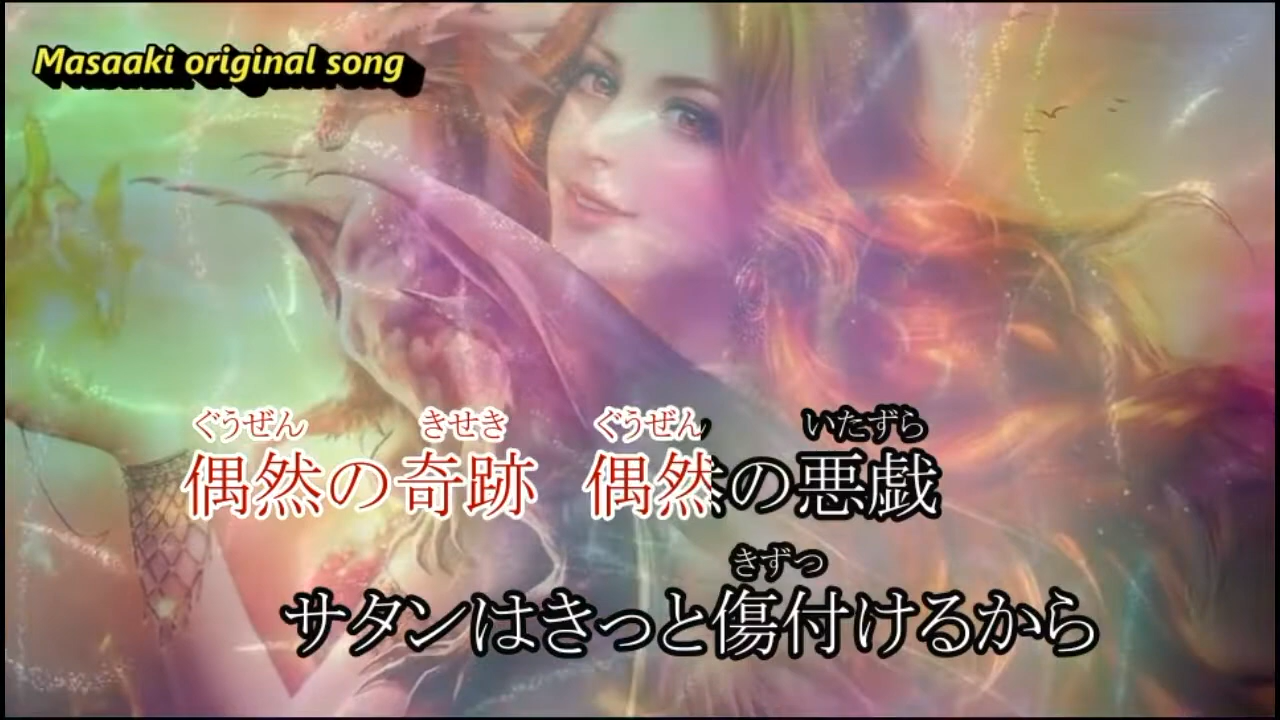 Masaaki original song
ぐうぜん きせき ぐうぜん いたずら
偶然の奇跡 偶然の悪戯
きずつ
サタンはきっと傷付けるから